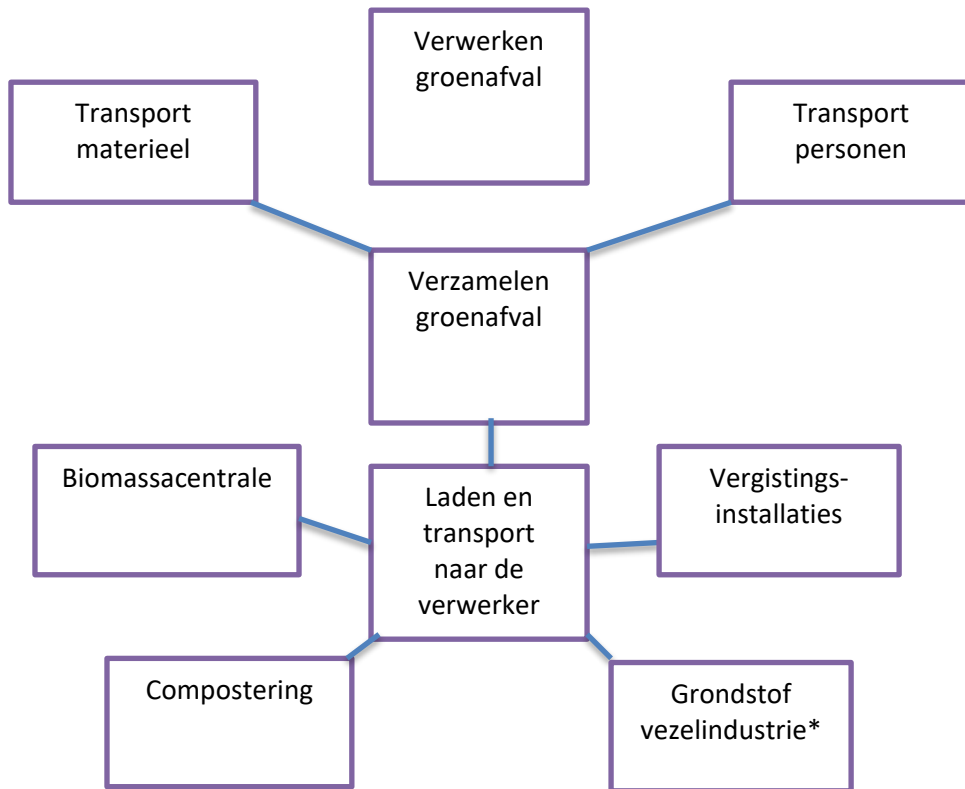 Verwerken
groenafval
Transport
materieel
Transport
personen
Verzamelen
groenafval
Biomassacentrale
Laden en
transport
naar de
verwerker
Vergistings-
installaties
Compostering
Grondstof
vezelindustrie*